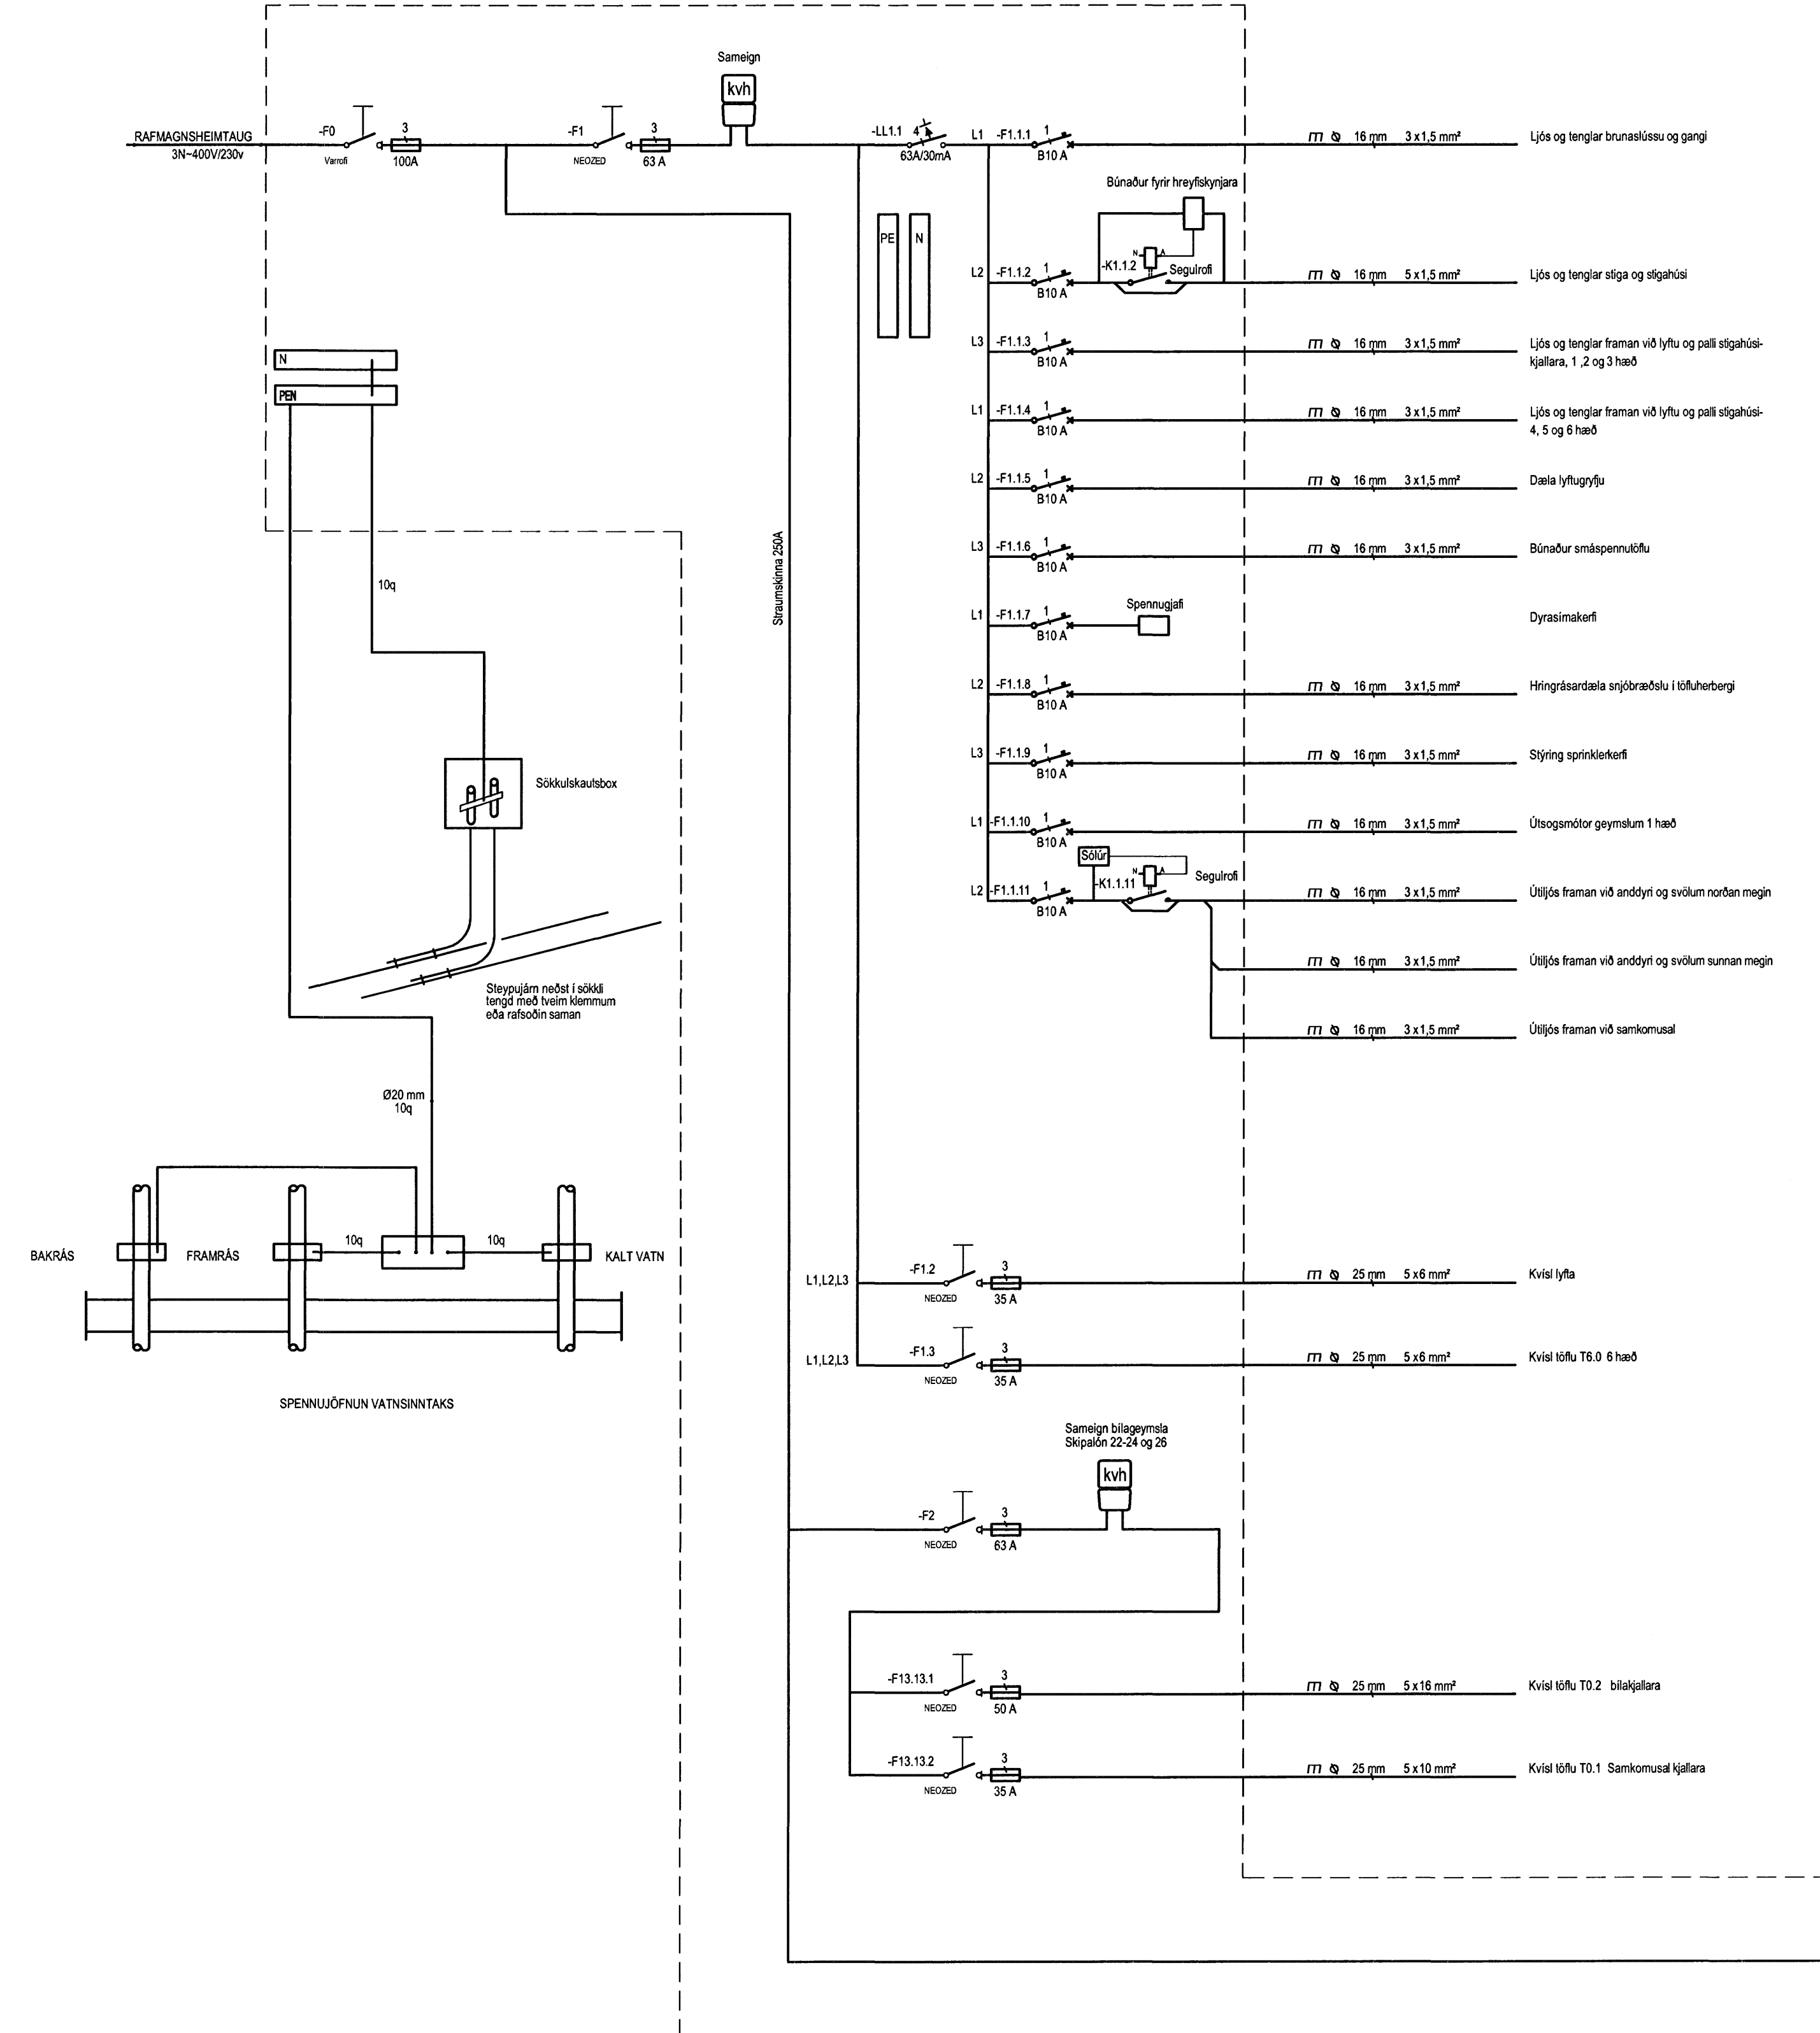 Sameign
kvh
RAFMAGNSHEIMTAUG
3N~400V/230v
-F0
Varrofi
3
100A
-F1
NEOZED
3
63 A
-LL1.1
4
63A/30mA
L1 -F1.1.1 1
B10 A
16 mm 3 x 1,5 mm²
Ljós og tenglar brunaslússu og gangi
Búnaður fyrir hreyfiskynjara
PE
N
L2 -F1.1.2 1
B10 A
N
A
-K1.1.2
Segulrofi
16 mm 5 x 1,5 mm²
Ljós og tenglar stiga og stigahúsi
L3 -F1.1.3 1
B10 A
16 mm 3 x 1,5 mm²
Ljós og tenglar framan við lyftu og palli stigahúsi-
kjallara, 1 ,2 og 3 hæð
N
PEN
L1 -F1.1.4 1
B10 A
16 mm 3 x 1,5 mm²
Ljós og tenglar framan við lyftu og palli stigahúsi-
4, 5 og 6 hæð
L2 -F1.1.5 1
B10 A
16 mm 3 x 1,5 mm²
Dæla lyftugryfju
Straumskinna 250A
L3 -F1.1.6 1
B10 A
16 mm 3 x 1,5 mm²
Búnaður smáspennutöflu
10q
L1 -F1.1.7 1
B10 A
Spennugjafi
Dyrasímakerfi
L2 -F1.1.8 1
B10 A
16 mm 3 x 1,5 mm²
Hringrásardæla snjóbræðslu í töfluherbergi
L3 -F1.1.9 1
B10 A
16 mm 3 x 1,5 mm²
Stýring sprinklerkerfi
Sökkulskautsbox
L1 -F1.1.10 1
B10 A
16 mm 3 x 1,5 mm²
Útsogsmótor geymslum 1 hæð
L2 -F1.1.11 1
B10 A
Sólúr
N
A
-K1.1.11
Segulrofi
16 mm 3 x 1,5 mm²
Útiljós framan við anddyri og svölum norðan megin
16 mm 3 x 1,5 mm²
Útiljós framan við anddyri og svölum sunnan megin
16 mm 3 x 1,5 mm²
Útiljós framan við samkomusal
Steypujárn neðst í sökkli
tengd með tveim klemmum
eða rafsoðin saman
Ø20 mm
10q
BAKRÁS
FRAMRÁS
10q
10q
KALT VATN
SPENNUJÖFNUN VATNSINNTAKS
L1,L2,L3
-F1.2
NEOZED
3
35 A
25 mm 5 x 6 mm²
Kvísl lyfta
L1,L2,L3
-F1.3
NEOZED
3
35 A
25 mm 5 x 6 mm²
Kvísl töflu T6.0 6 hæð
Sameign bílageymsla
Skipalón 22-24 og 26
kvh
-F2
NEOZED
3
63 A
-F13.13.1
NEOZED
3
50 A
25 mm 5 x 16 mm²
Kvísl töflu T0.2 bílakjallara
-F13.13.2
NEOZED
3
35 A
25 mm 5 x 10 mm²
Kvísl töflu T0.1 Samkomusal kjallara